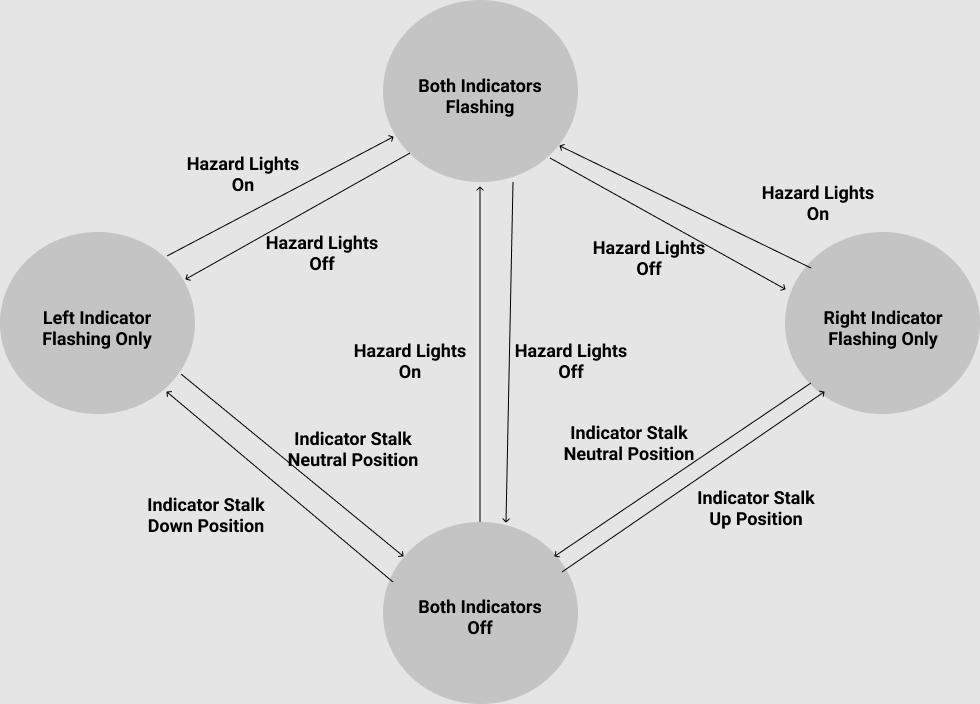 Both Indicators
Flashing
Hazard Lights
On
Hazard Lights
On
Hazard Lights
Off
Hazard Lights
Off
Left Indicator
Flashing Only
Right Indicator
Flashing Only
Hazard Lights
On
Hazard Lights
Off
Indicator Stalk
Neutral Position
Indicator Stalk
Neutral Position
Indicator Stalk
Down Position
Indicator Stalk
Up Position
Both Indicators
Off